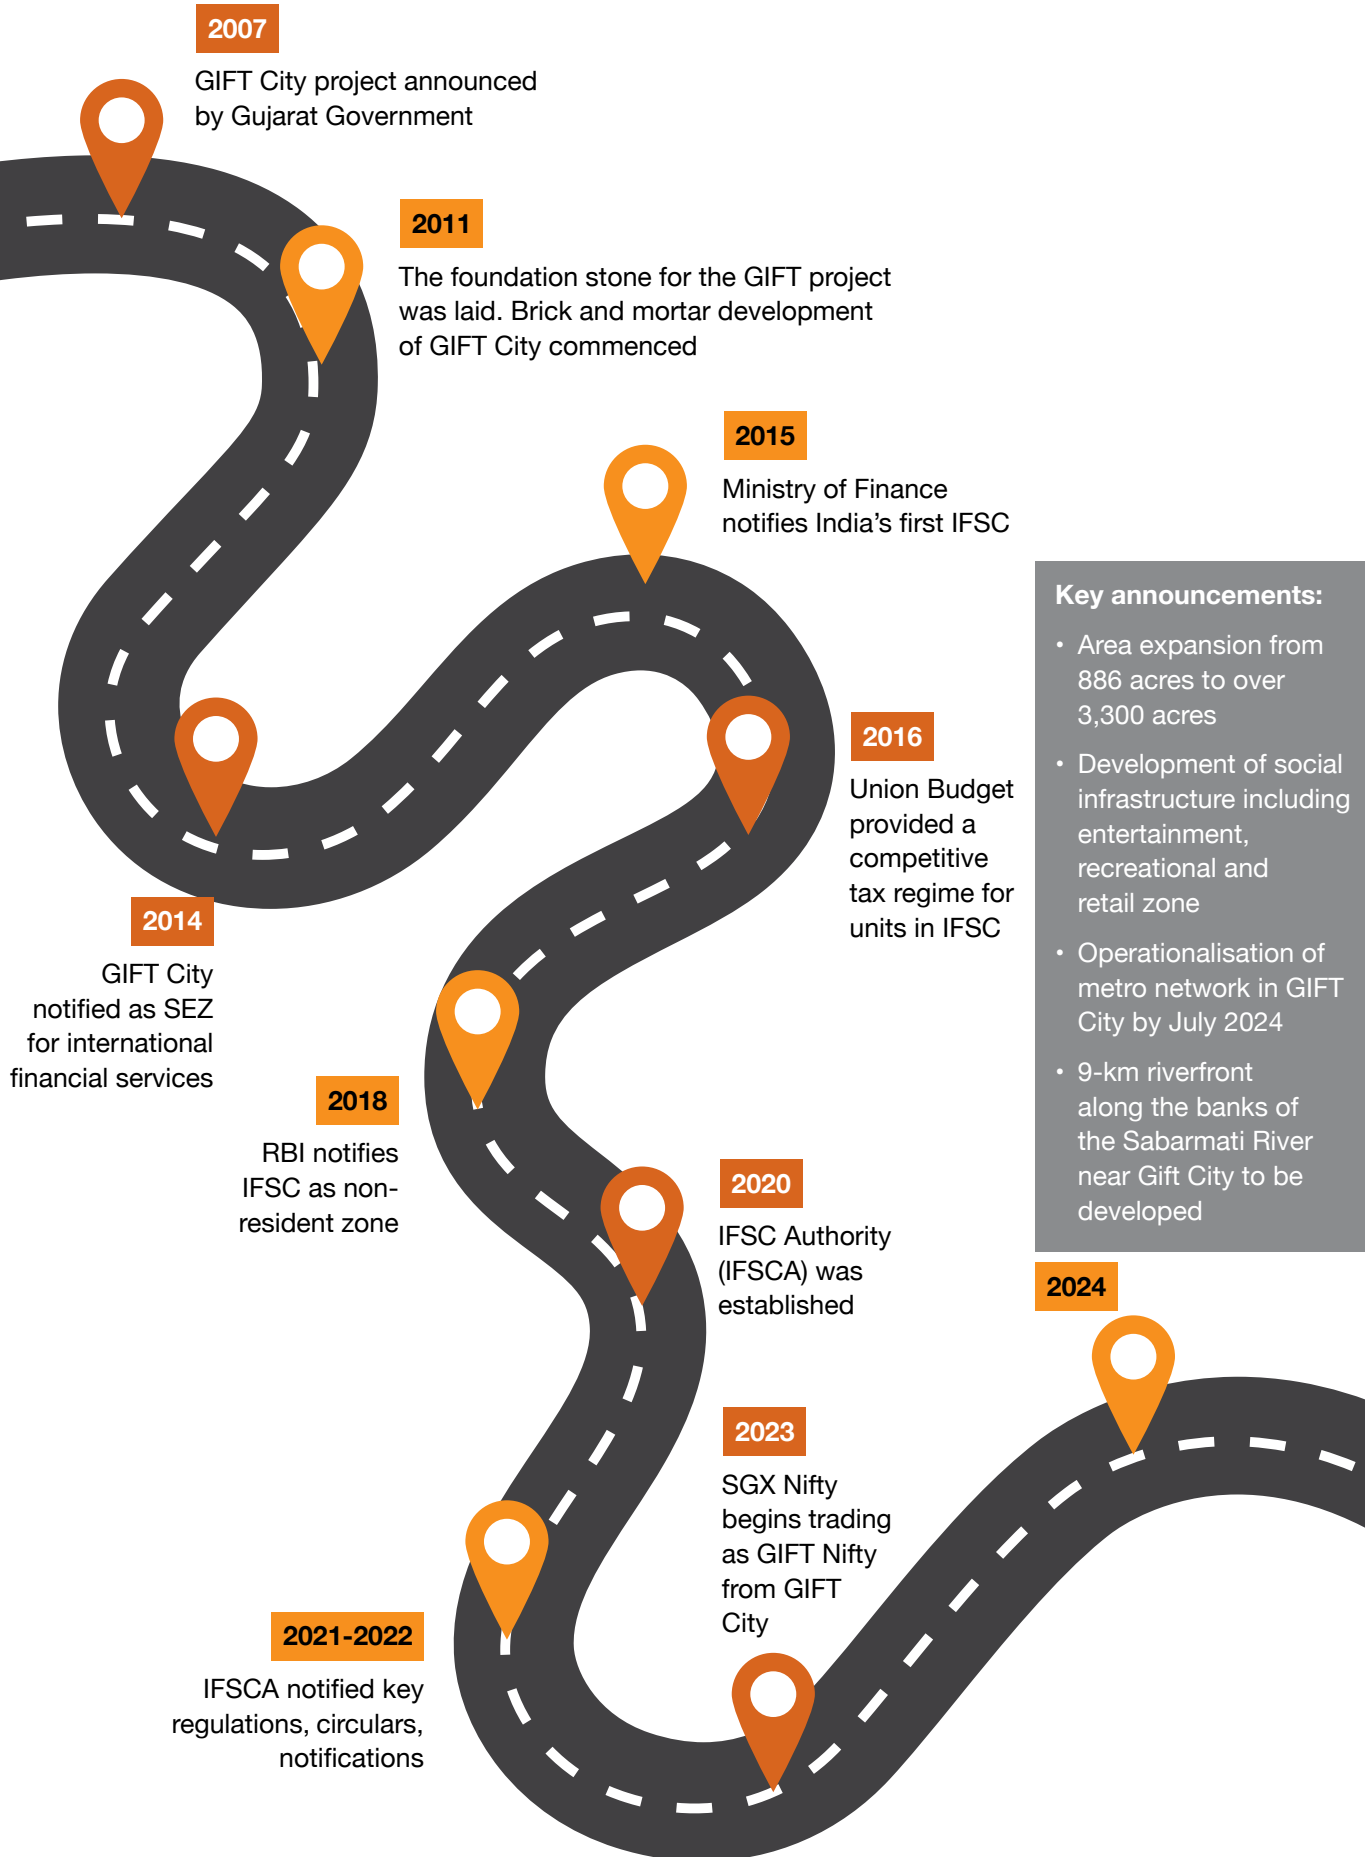 2007
GIFT City project announced
by Gujarat Government
2011
The foundation stone for the GIFT project
was laid. Brick and mortar development
of GIFT City commenced
2014
GIFT City
notified as SEZ
for international
financial services
2015
Ministry of Finance
notifies India's first IFSC
2016
Union Budget
provided a
competitive
tax regime for
units in IFSC
2018
RBI notifies
IFSC as non-
resident zone
2020
IFSC Authority
(IFSCA) was
established
2021-2022
IFSCA notified key
regulations, circulars,
notifications
2023
SGX Nifty
begins trading
as GIFT Nifty
from GIFT
City
Key announcements:
• Area expansion from
886 acres to over
3,300 acres
• Development of social
infrastructure including
entertainment,
recreational and
retail zone
• Operationalisation of
metro network in GIFT
City by July 2024
• 9-km riverfront
along the banks of
the Sabarmati River
near Gift City to be
developed
2024